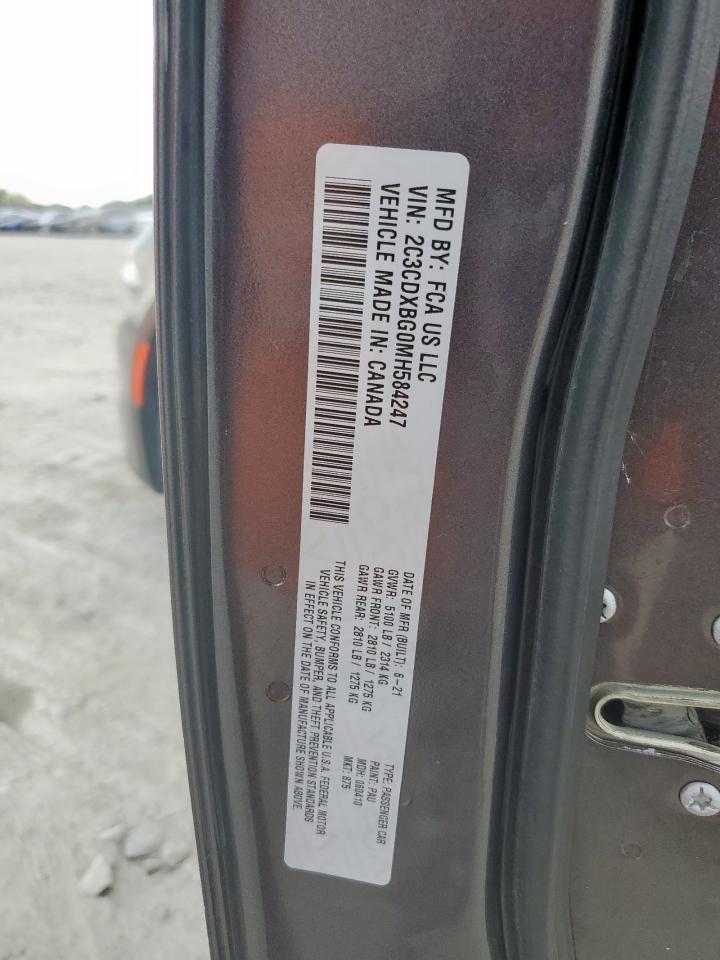 MFD BY: FCA US LLC
VIN: 2C3CDXBG0MH584247
VEHICLE MADE IN: CANADA
DATE OF MFR (BUILT): 6-21
GVWR: 5100 LB / 2314 KG
GAWR FRONT: 2810 LB / 1275 KG
GAWR REAR: 2810 LB / 1275 KG
TYPE: PASSENGER CAR
PAINT: PAU
MDH: 060410
MKT: 875
THIS VEHICLE CONFORMS TO ALL APPLICABLE U.S.A. FEDERAL MOTOR
VEHICLE SAFETY, BUMPER, AND THEFT PREVENTION STANDARDS
IN EFFECT ON THE DATE OF MANUFACTURE SHOWN ABOVE.